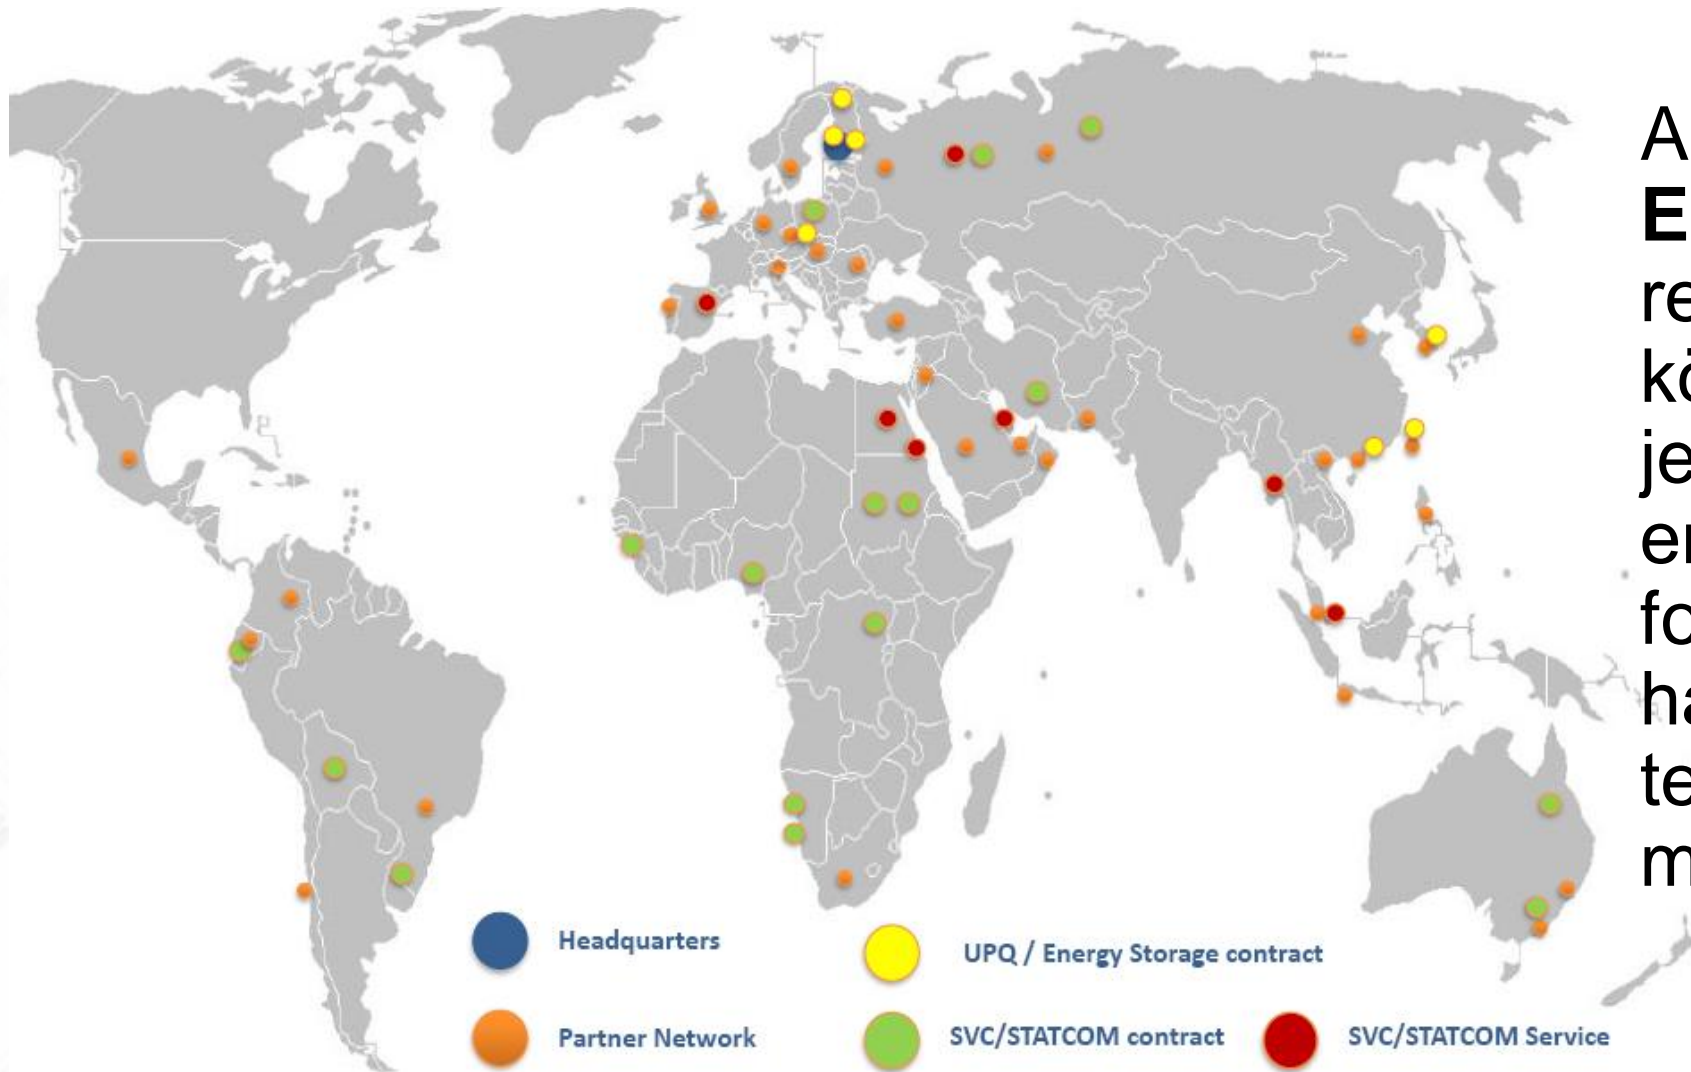 A
E
re
kö
je
er
fo
ha
te
m
Headquarters
UPQ / Energy Storage contract
Partner Network
SVC/STATCOM contract
SVC/STATCOM Service